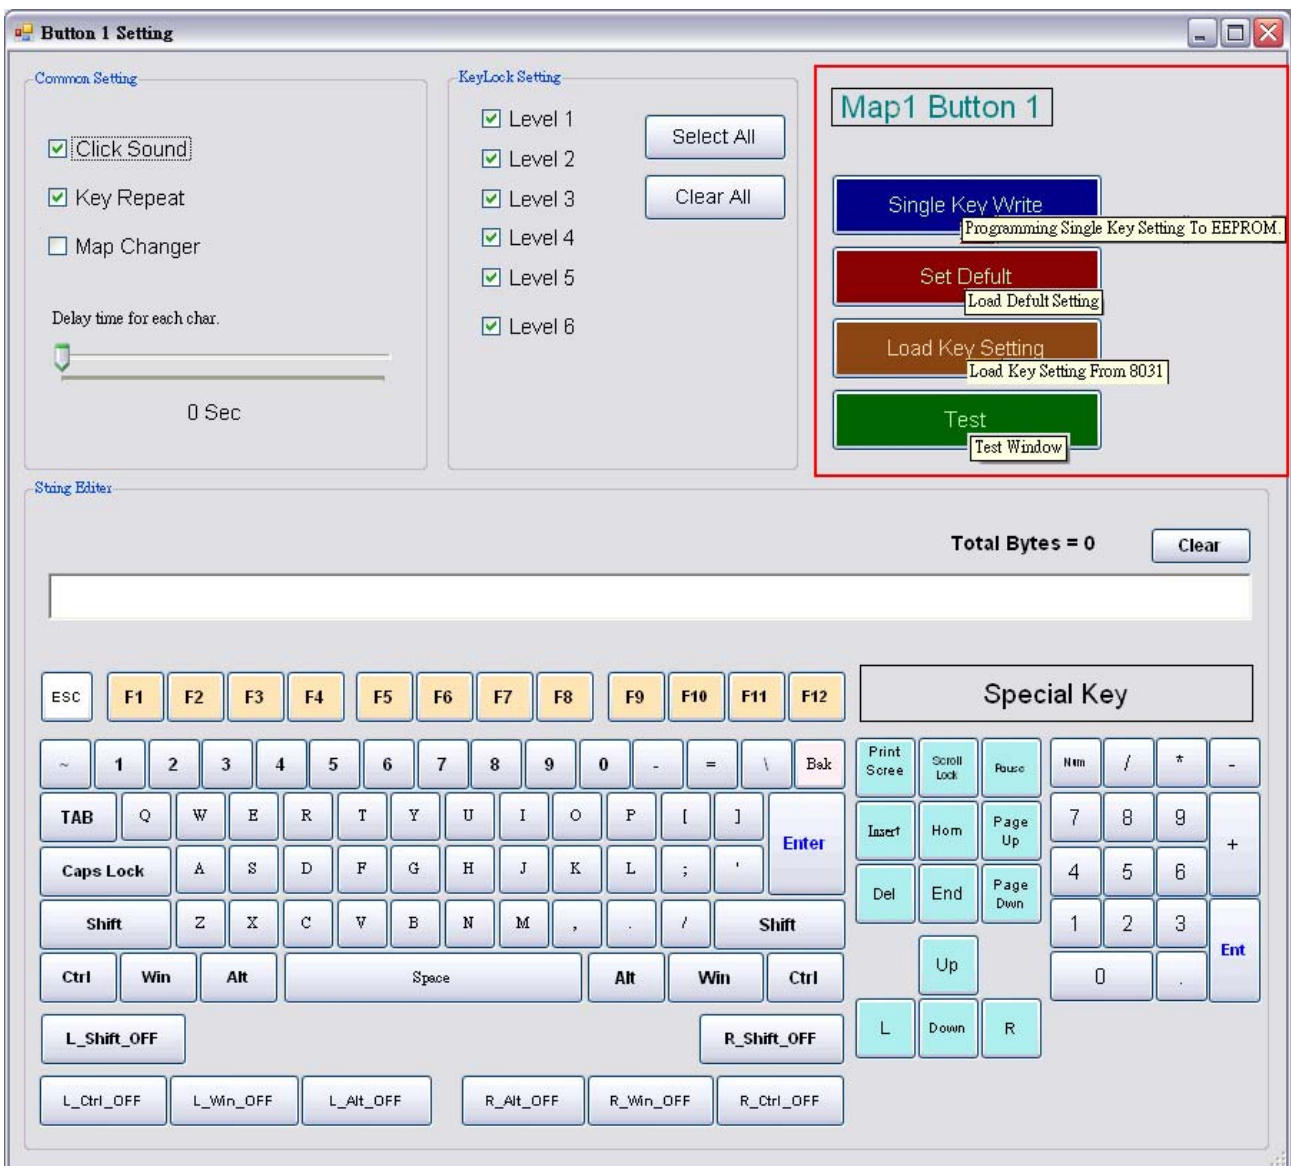 Button 1 Setting
Common Setting
Click Sound
Key Repeat
Map Changer
Delay time for each char.
0 Sec
KeyLock Setting
Level 1
Level 2
Level 3
Level 4
Level 5
Level 6
Select All
Clear All
Map1 Button 1
Single Key Write
Programming Single Key Setting To EEPROM.
Set Defult
Load Defult Setting
Load Key Setting
Load Key Setting From 8031
Test
Test Window
String Editer
Total Bytes = 0 Clear
ESC F1 F2 F3 F4 F5 F6 F7 F8 F9 F10 F11 F12
~ 1 2 3 4 5 6 7 8 9 0 - = \ Bak
TAB Q W E R T Y U I O P [ ] Enter
Caps Lock A S D F G H J K L ; '
Shift Z X C V B N M , . / Shift
Ctrl Win Alt Space Alt Win Ctrl
L_Shift_OFF R_Shift_OFF
L_Ctrl_OFF L_Win_OFF L_Alt_OFF R_Alt_OFF R_Win_OFF R_Ctrl_OFF
Special Key
Print
Scree
Scroll
Lock
Pause
Insert Hom
Page
Up
Del End
Page
Dwn
Up
L Down R
Num / * -
7 8 9 +
4 5 6
1 2 3 Ent
0 .